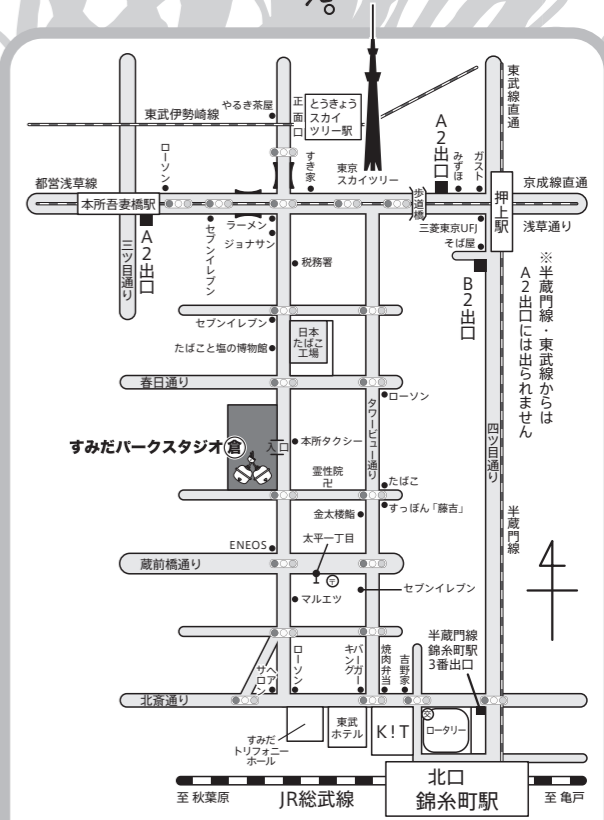 東武伊勢崎線
やるき茶屋
正面口
とうきょう
スカイ
ツリー駅
東武線直通
ローソン
すき家
東京
スカイツリー
A2出口
みずほ
ガスト
都営浅草線
本所吾妻橋駅
歩道橋
押上駅
京成線直通
浅草通り
A2出口
三ツ目通り
セブンイレブン
ラーメン
ジョナサン
三菱東京UFJ
そば屋
B2出口
※半蔵門線・東武線からは
A2出口には出られません
税務署
セブンイレブン
たばこと塩の博物館
日本
たばこ
工場
春日通り
ローソン
タワービュー通り
四ツ目通り
すみだパークスタジオ倉
入口
本所タクシー
霊性院
卍
たばこ
すっぽん「藤吉」
金太楼鮨
半蔵門線
ENEOS
太平一丁目
蔵前橋通り
〒
セブンイレブン
マルエツ
4
ヘア
サロン
ローソン
バーガー
キング
焼肉弁当
吉野家
半蔵門線
錦糸町駅
3番出口
北斎通り
すみだ
トリフォニー
ホール
東武
ホテル
K!T
交
ロータリー
至 秋葉原
JR総武線
北口
錦糸町駅
至 亀戸